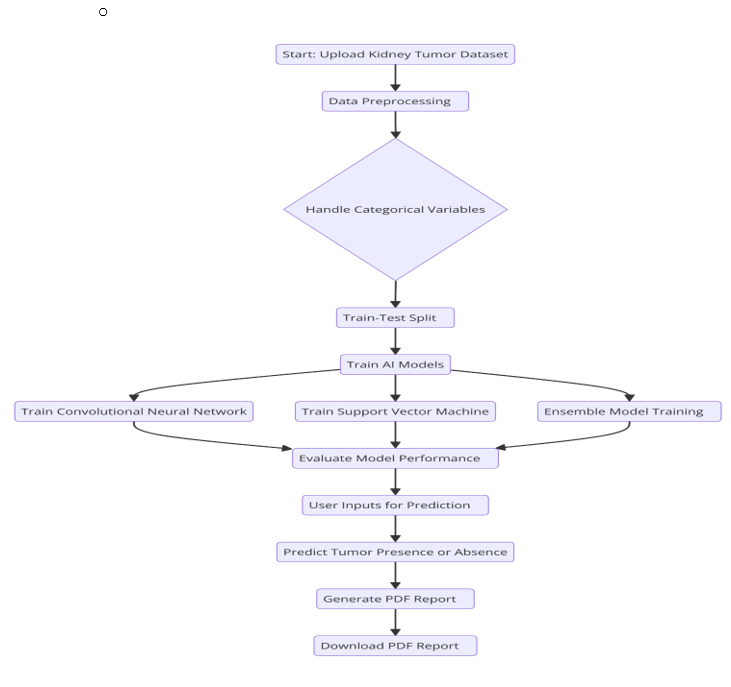 Start: Upload Kidney Tumor Dataset
Data Preprocessing
Handle Categorical Variables
Train-Test Split
Train AI Models
Train Convolutional Neural Network
Train Support Vector Machine
Ensemble Model Training
Evaluate Model Performance
User Inputs for Prediction
Predict Tumor Presence or Absence
Generate PDF Report
Download PDF Report